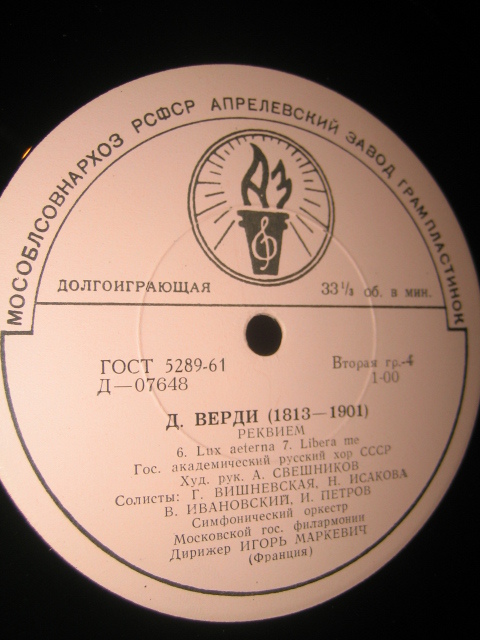 МОСОБЛСОВНАРХОЗ РСФСР АПРЕЛЕВСКИЙ ЗАВОД ГРАМПЛАСТИНОК
АЗ
ДОЛГОИГРАЮЩАЯ
33⅓ об. в мин.
ГОСТ 5289-61
Д—07648
Вторая гр.-4
1-00
Д. ВЕРДИ (1813—1901)
РЕКВИЕМ
6. Lux aeterna 7. Libera me
Гос. академический русский хор СССР
Худ. рук. А. СВЕШНИКОВ
Солисты: Г. ВИШНЕВСКАЯ, Н. ИСАКОВА
В. ИВАНОВСКИЙ, И. ПЕТРОВ
Симфонический оркестр
Московской гос. филармонии
Дирижер ИГОРЬ МАРКЕВИЧ
(Франция)